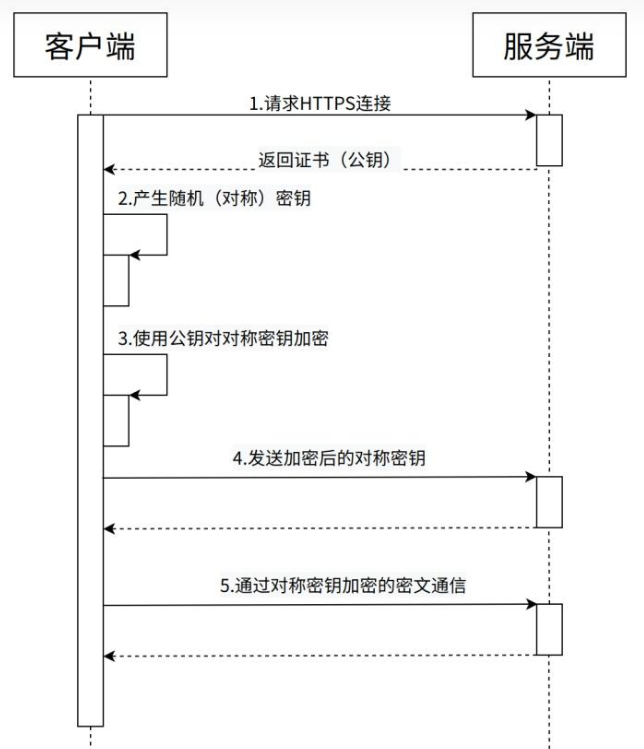 客户端
服务端
1.请求HTTPS连接
返回证书（公钥）
2.产生随机（对称）密钥
3.使用公钥对对称密钥加密
4.发送加密后的对称密钥
5.通过对称密钥加密的密文通信